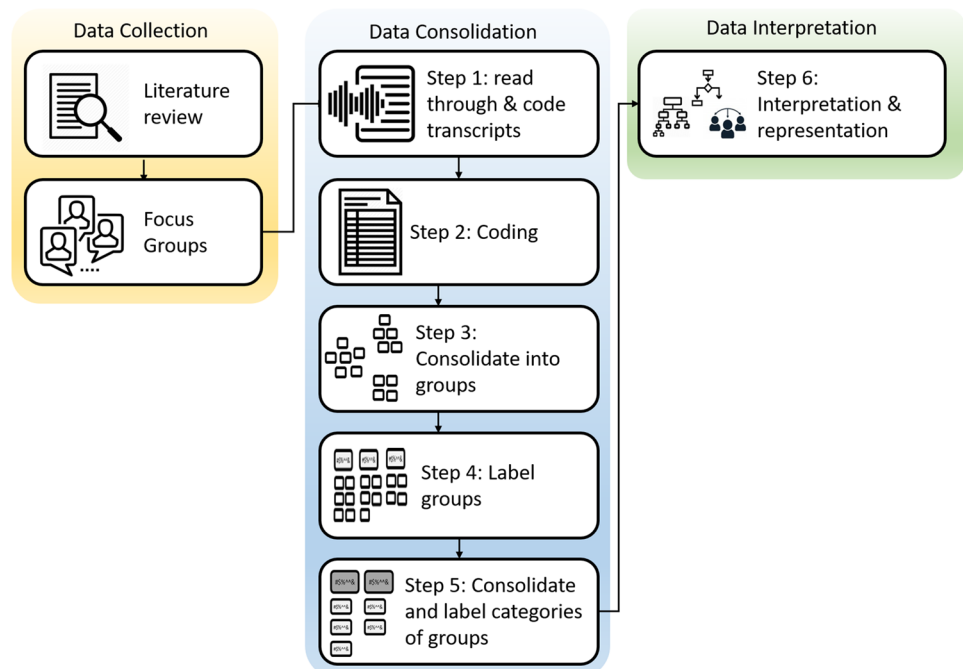 Data Collection
Literature
review
Focus
Groups
....
Data Consolidation
Step 1: read
through & code
transcripts
Step 2: Coding
Step 3:
Consolidate into
groups
#$%^^& #$%^^& #$%^^&
Step 4: Label
groups
#$%^^& #$%^^&
#$%^^& #$%^^&
#$%^^& #$%^^&
#$%^^&
Step 5: Consolidate
and label categories
of groups
Data Interpretation
Step 6:
Interpretation &
representation